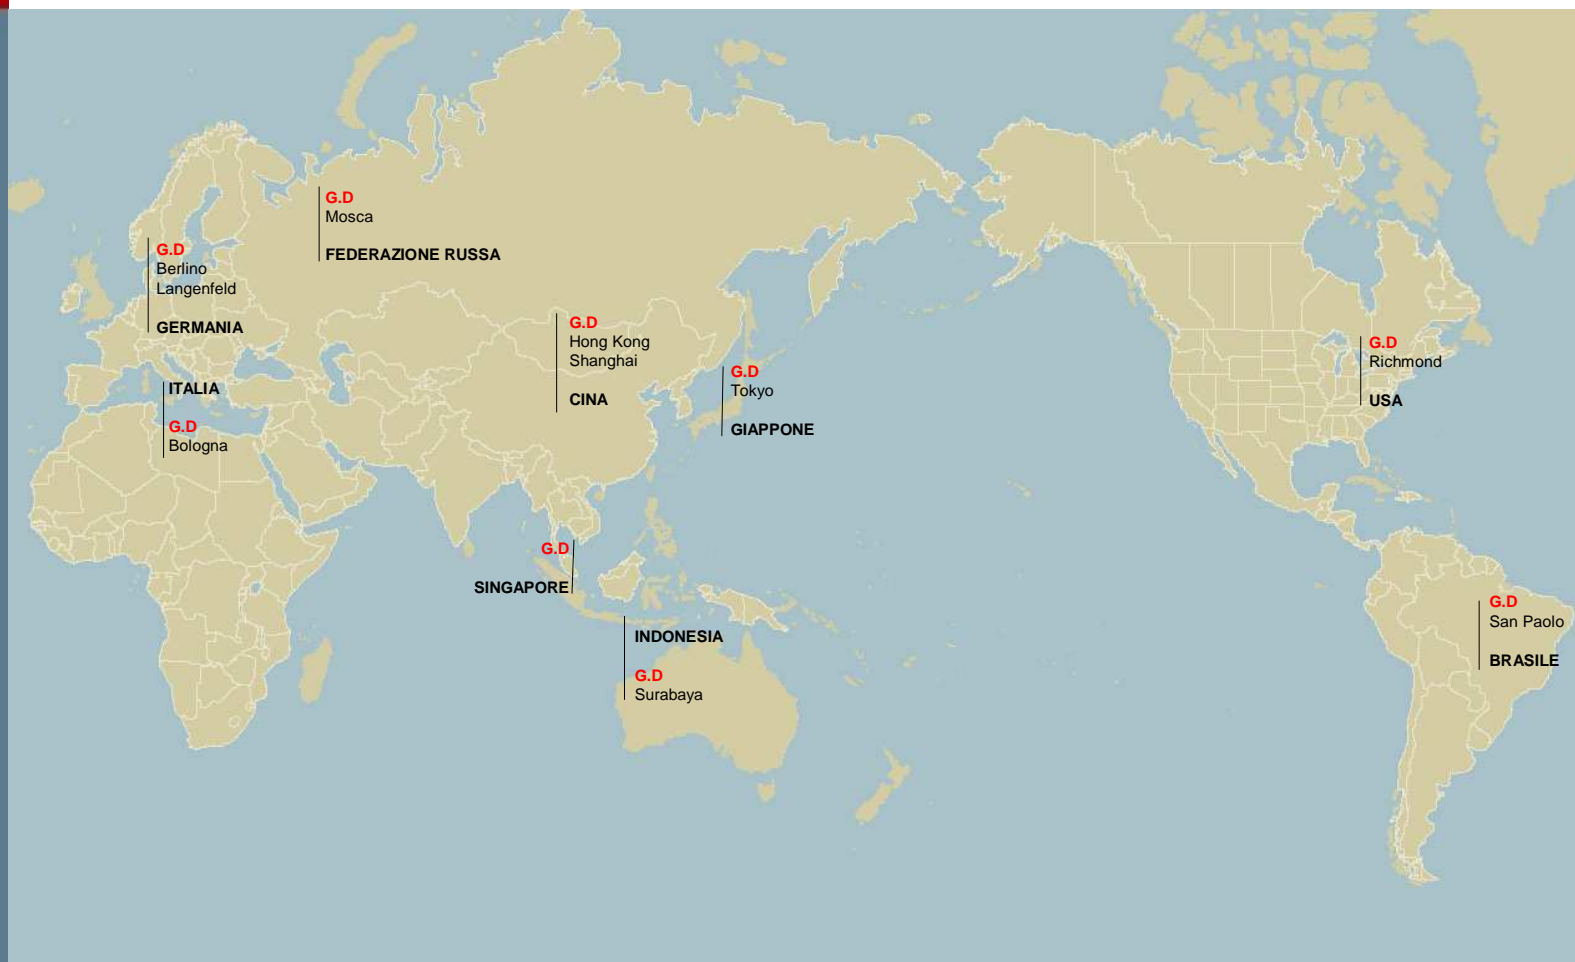 G.D
Mosca
FEDERAZIONE RUSSA
G.D
Berlino
Langenfeld
GERMANIA
ITALIA
G.D
Bologna
G.D
Hong Kong
Shanghai
CINA
G.D
Tokyo
GIAPPONE
G.D
SINGAPORE
INDONESIA
G.D
Surabaya
G.D
Richmond
USA
G.D
San Paolo
BRASILE